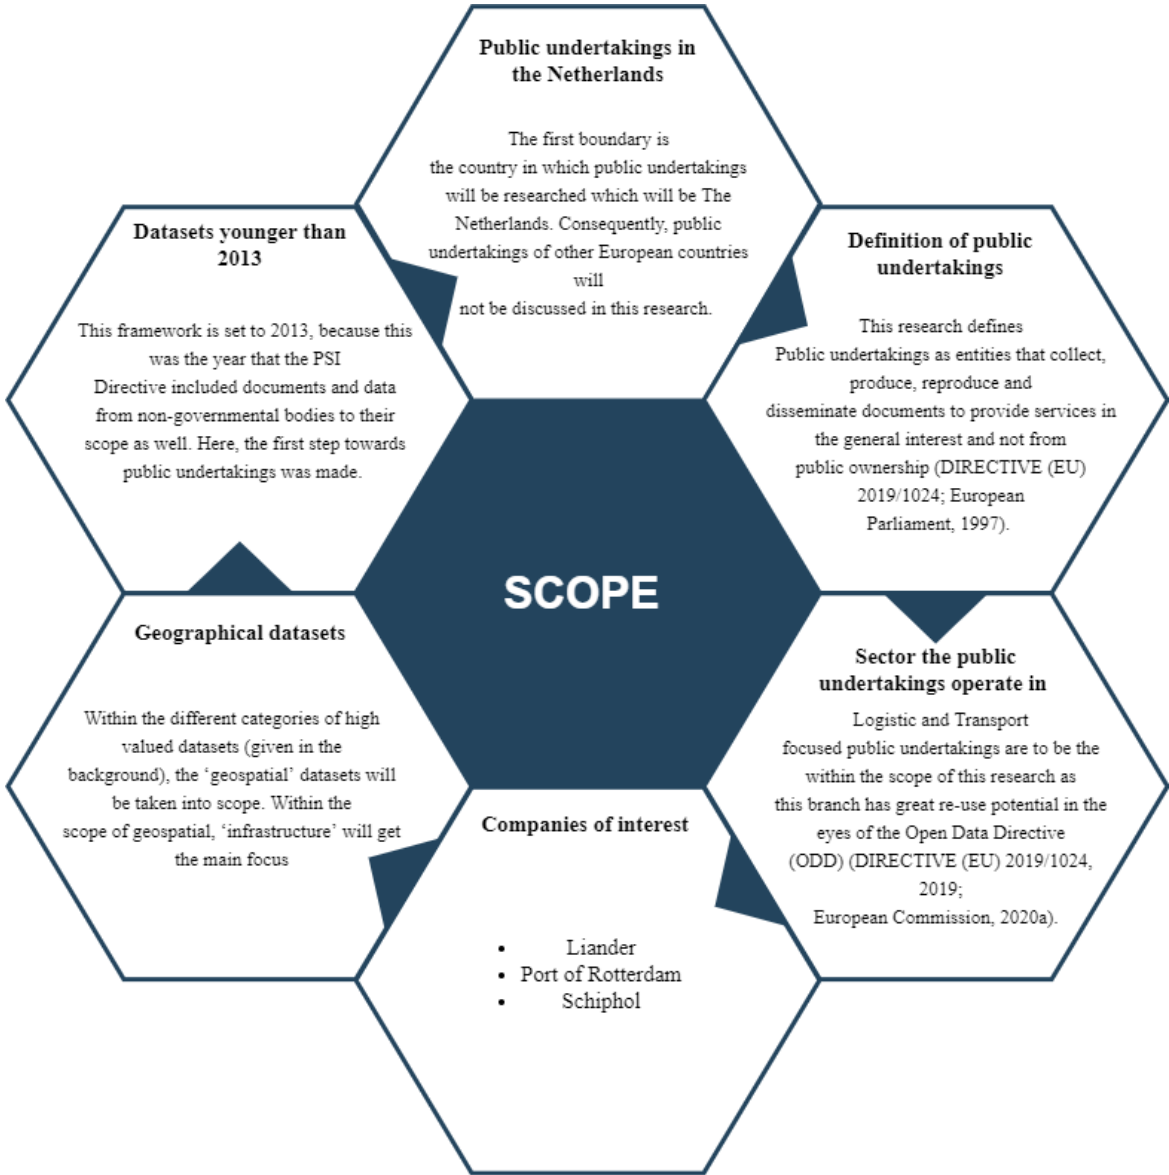 Public undertakings in
the Netherlands
The first boundary is
the country in which public undertakings
will be researched which will be The
Netherlands. Consequently, public
undertakings of other European countries
will
not be discussed in this research.
Definition of public
undertakings
This research defines
Public undertakings as entities that collect,
produce, reproduce and
disseminate documents to provide services in
the general interest and not from
public ownership (DIRECTIVE (EU)
2019/1024; European
Parliament, 1997).
Sector the public
undertakings operate in
Logistic and Transport
focused public undertakings are to be the
within the scope of this research as
this branch has great re-use potential in the
eyes of the Open Data Directive
(ODD) (DIRECTIVE (EU) 2019/1024,
2019;
European Commission, 2020a).
Companies of interest
• Liander
• Port of Rotterdam
• Schiphol
Geographical datasets
Within the different categories of high
valued datasets (given in the
background), the ‘geospatial’ datasets will
be taken into scope. Within the
scope of geospatial, ‘infrastructure’ will get
the main focus
Datasets younger than
2013
This framework is set to 2013, because this
was the year that the PSI
Directive included documents and data
from non-governmental bodies to their
scope as well. Here, the first step towards
public undertakings was made.
SCOPE